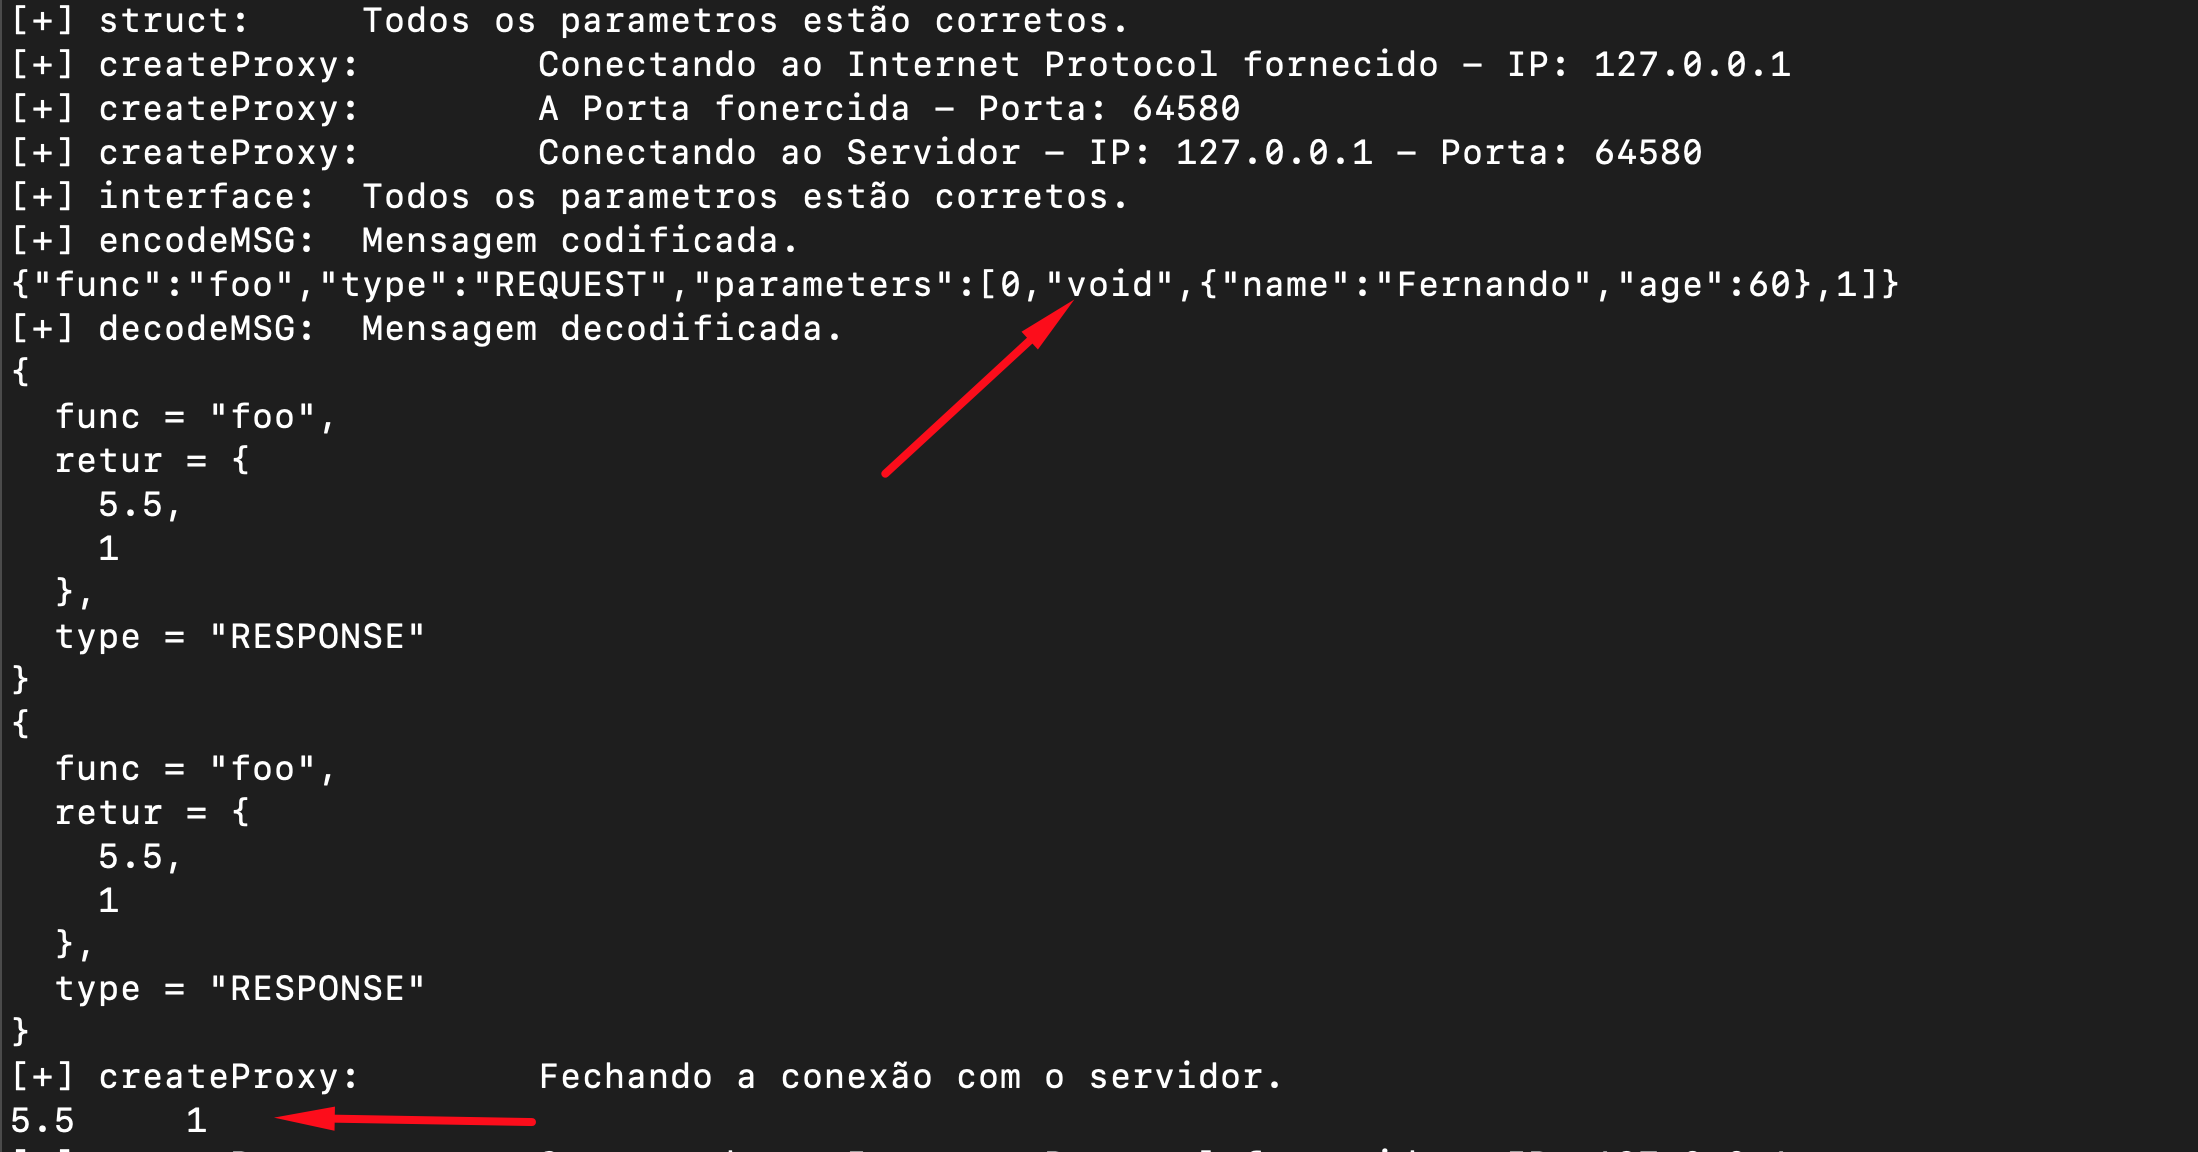 [+] struct: Todos os parametros estão corretos.
[+] createProxy: Conectando ao Internet Protocol fornecido – IP: 127.0.0.1
[+] createProxy: A Porta fonercida – Porta: 64580
[+] createProxy: Conectando ao Servidor – IP: 127.0.0.1 – Porta: 64580
[+] interface: Todos os parametros estão corretos.
[+] encodeMSG: Mensagem codificada.
{"func":"foo","type":"REQUEST","parameters":[0,"void",{"name":"Fernando","age":60},1]}
[+] decodeMSG: Mensagem decodificada.
{
  func = "foo",
  retur = {
    5.5,
    1
  },
  type = "RESPONSE"
}
{
  func = "foo",
  retur = {
    5.5,
    1
  },
  type = "RESPONSE"
}
[+] createProxy: Fechando a conexão com o servidor.
5.5 1